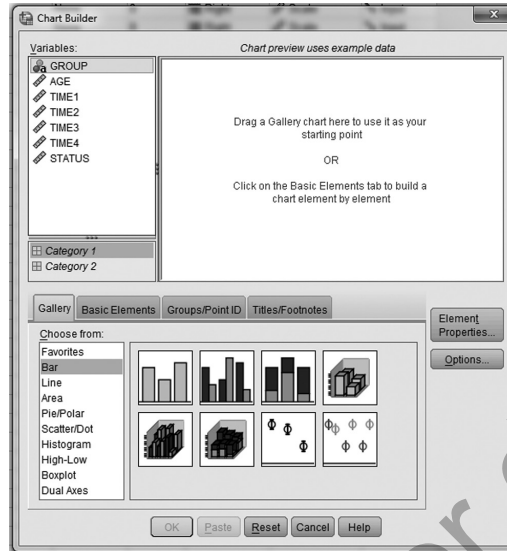 Chart Builder
Variables:
Chart preview uses example data
GROUP
AGE
TIME1
TIME2
TIME3
TIME4
STATUS
Drag a Gallery chart here to use it as your
starting point
OR
Click on the Basic Elements tab to build a
chart element by element
Category 1
Category 2
Gallery
Basic Elements
Groups/Point ID
Titles/Footnotes
Choose from:
Favorites
Bar
Line
Area
Pie/Polar
Scatter/Dot
Histogram
High-Low
Boxplot
Dual Axes
Element
Properties...
Options...
OK
Paste
Reset
Cancel
Help